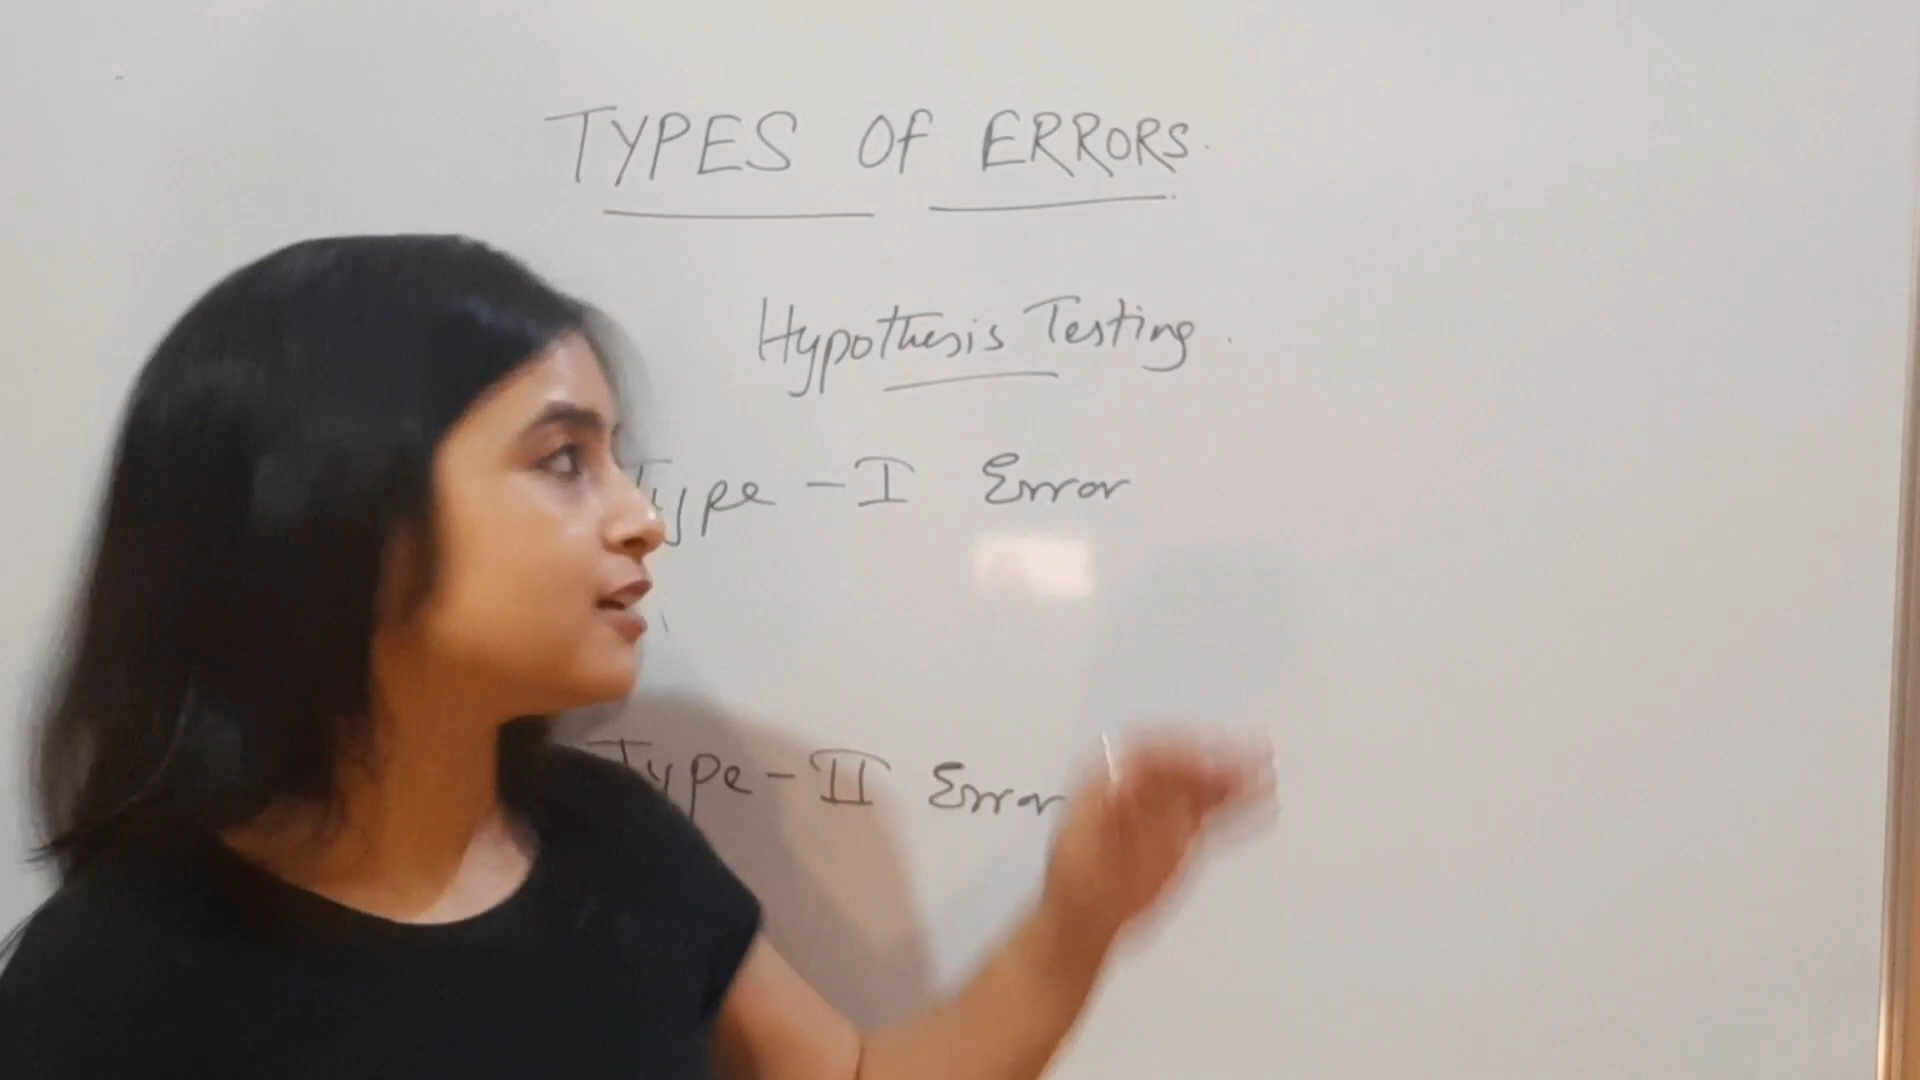 TYPES OF ERRORS.
Hypothesis Testing.
Type - I Error
Type - II Error